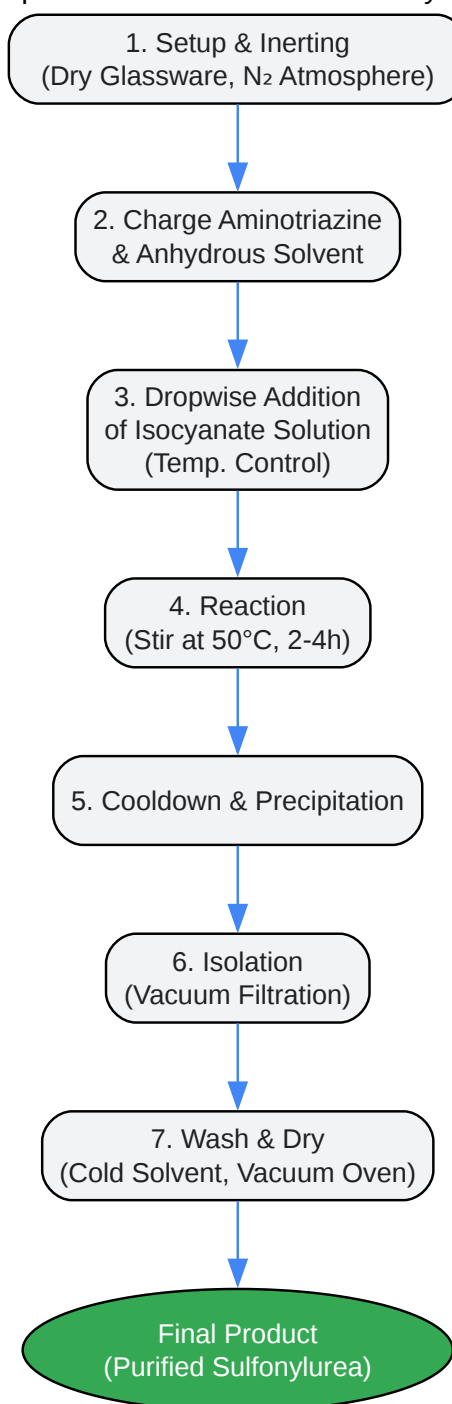 1. Setup & Inerting
(Dry Glassware, N₂ Atmosphere)
2. Charge Aminotriazine
& Anhydrous Solvent
3. Dropwise Addition
of Isocyanate Solution
(Temp. Control)
4. Reaction
(Stir at 50°C, 2-4h)
5. Cooldown & Precipitation
6. Isolation
(Vacuum Filtration)
7. Wash & Dry
(Cold Solvent, Vacuum Oven)
Final Product
(Purified Sulfonylurea)